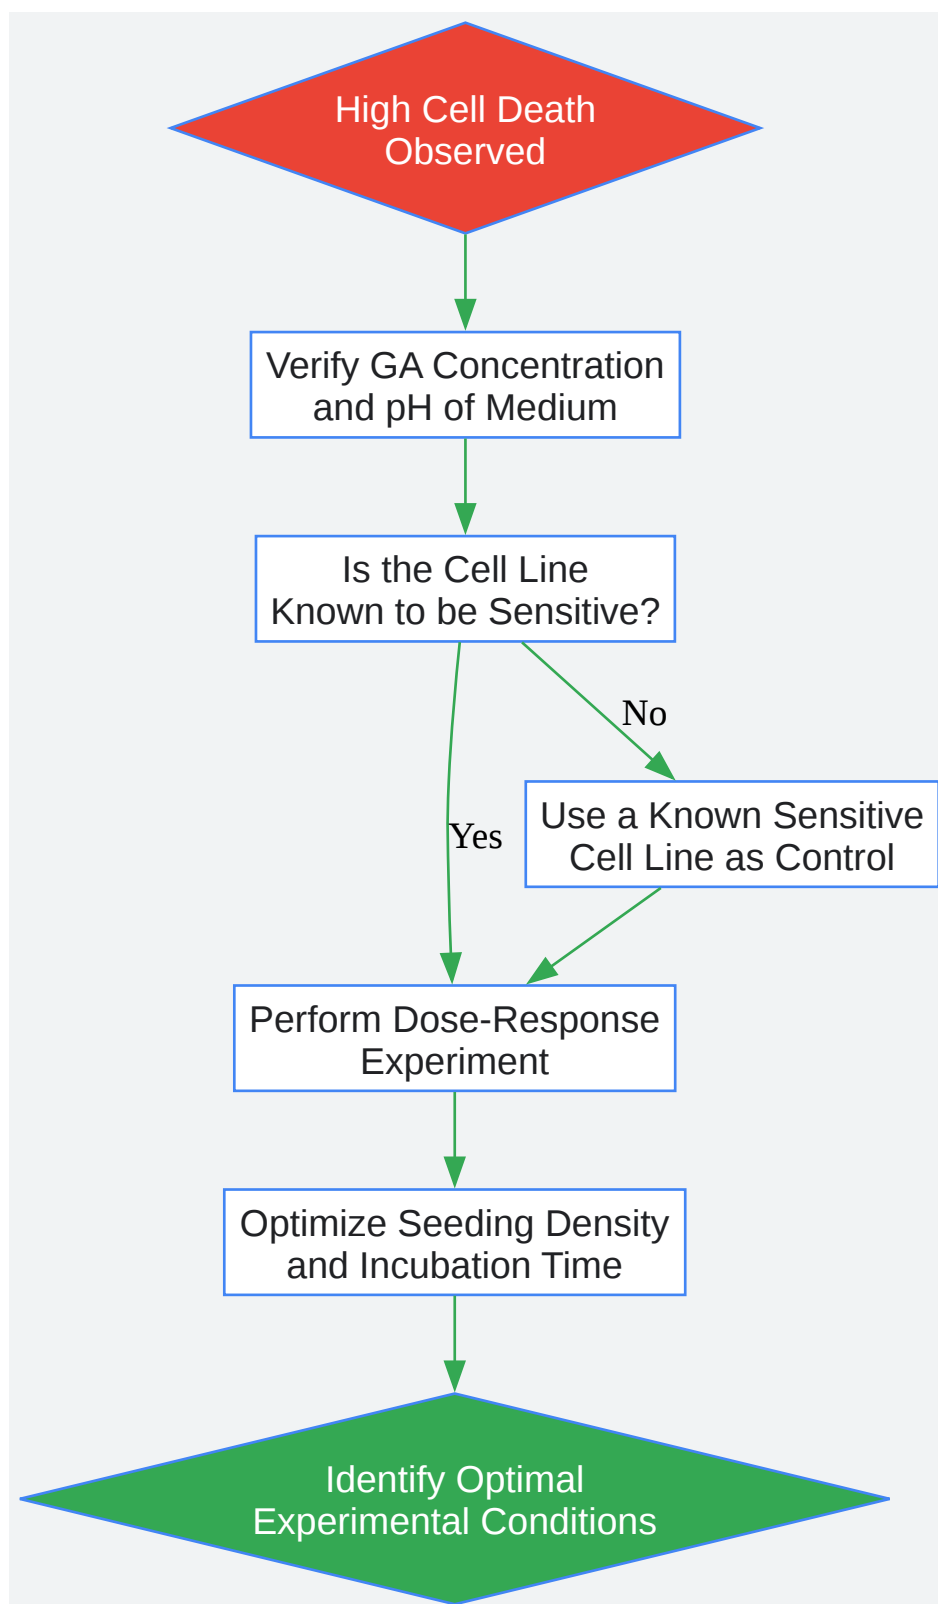 High Cell Death
Observed
Verify GA Concentration
and pH of Medium
Is the Cell Line
Known to be Sensitive?
No
Use a Known Sensitive
Cell Line as Control
Yes
Perform Dose-Response
Experiment
Optimize Seeding Density
and Incubation Time
Identify Optimal
Experimental Conditions